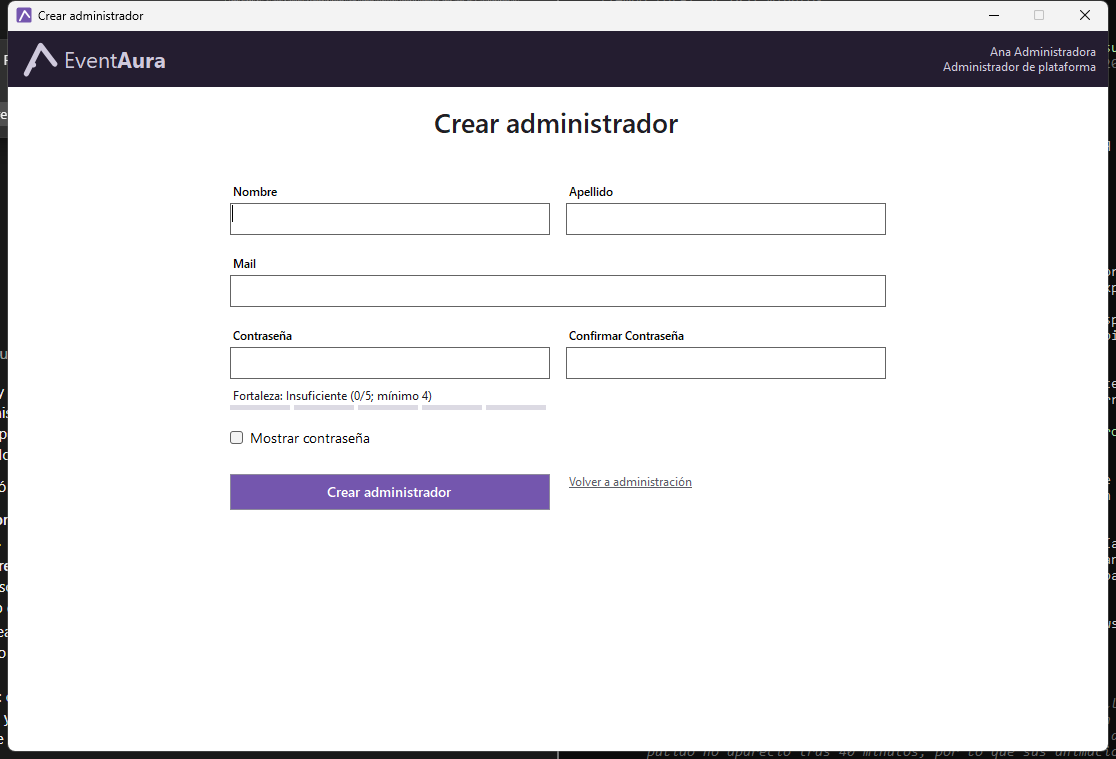 Crear administrador
EventAura
Ana Administradora
Administrador de plataforma
Crear administrador
Nombre
Apellido
Mail
Contraseña
Confirmar Contraseña
Fortaleza: Insuficiente (0/5; mínimo 4)
Mostrar contraseña
Crear administrador
Volver a administración